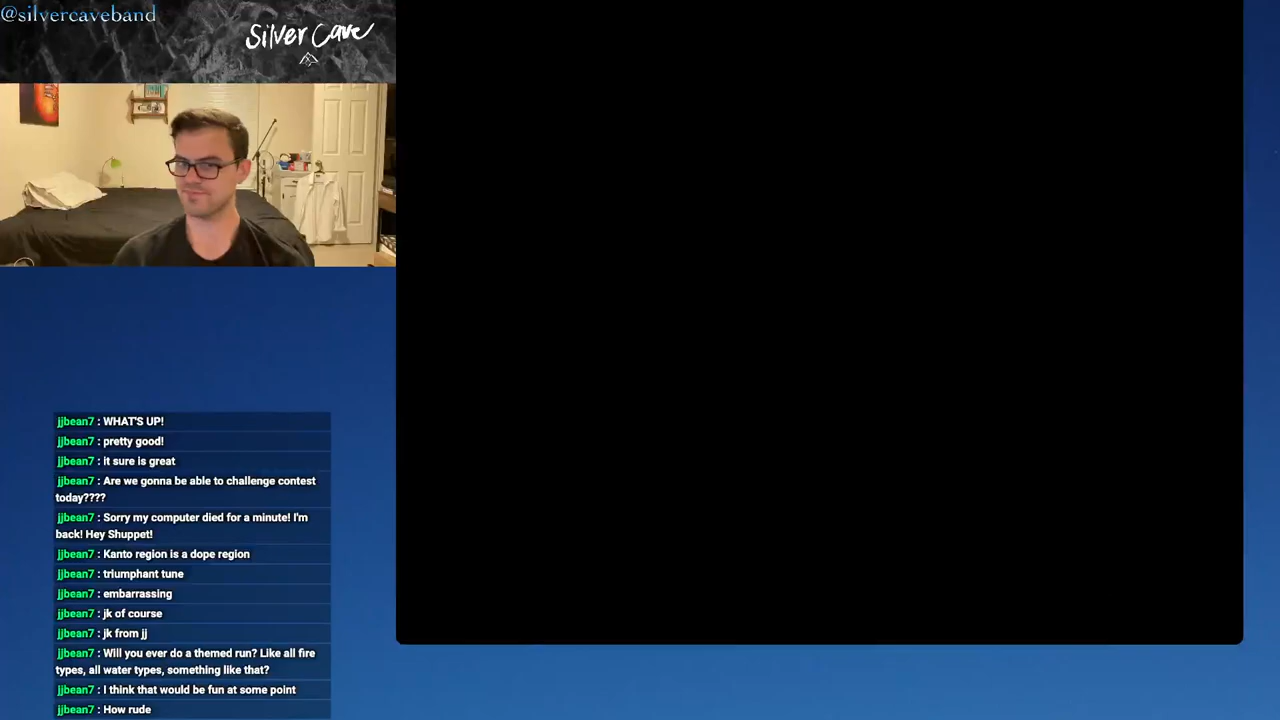 @silvercaveband
Silver Cave
jjbean7 : WHAT'S UP!
jjbean7 : pretty good!
jjbean7 : it sure is great
jjbean7 : Are we gonna be able to challenge contest
today????
jjbean7 : Sorry my computer died for a minute! I'm
back! Hey Shuppet!
jjbean7 : Kanto region is a dope region
jjbean7 : triumphant tune
jjbean7 : embarrassing
jjbean7 : jk of course
jjbean7 : jk from jj
jjbean7 : Will you ever do a themed run? Like all fire
types, all water types, something like that?
jjbean7 : I think that would be fun at some point
jjbean7 : How rude